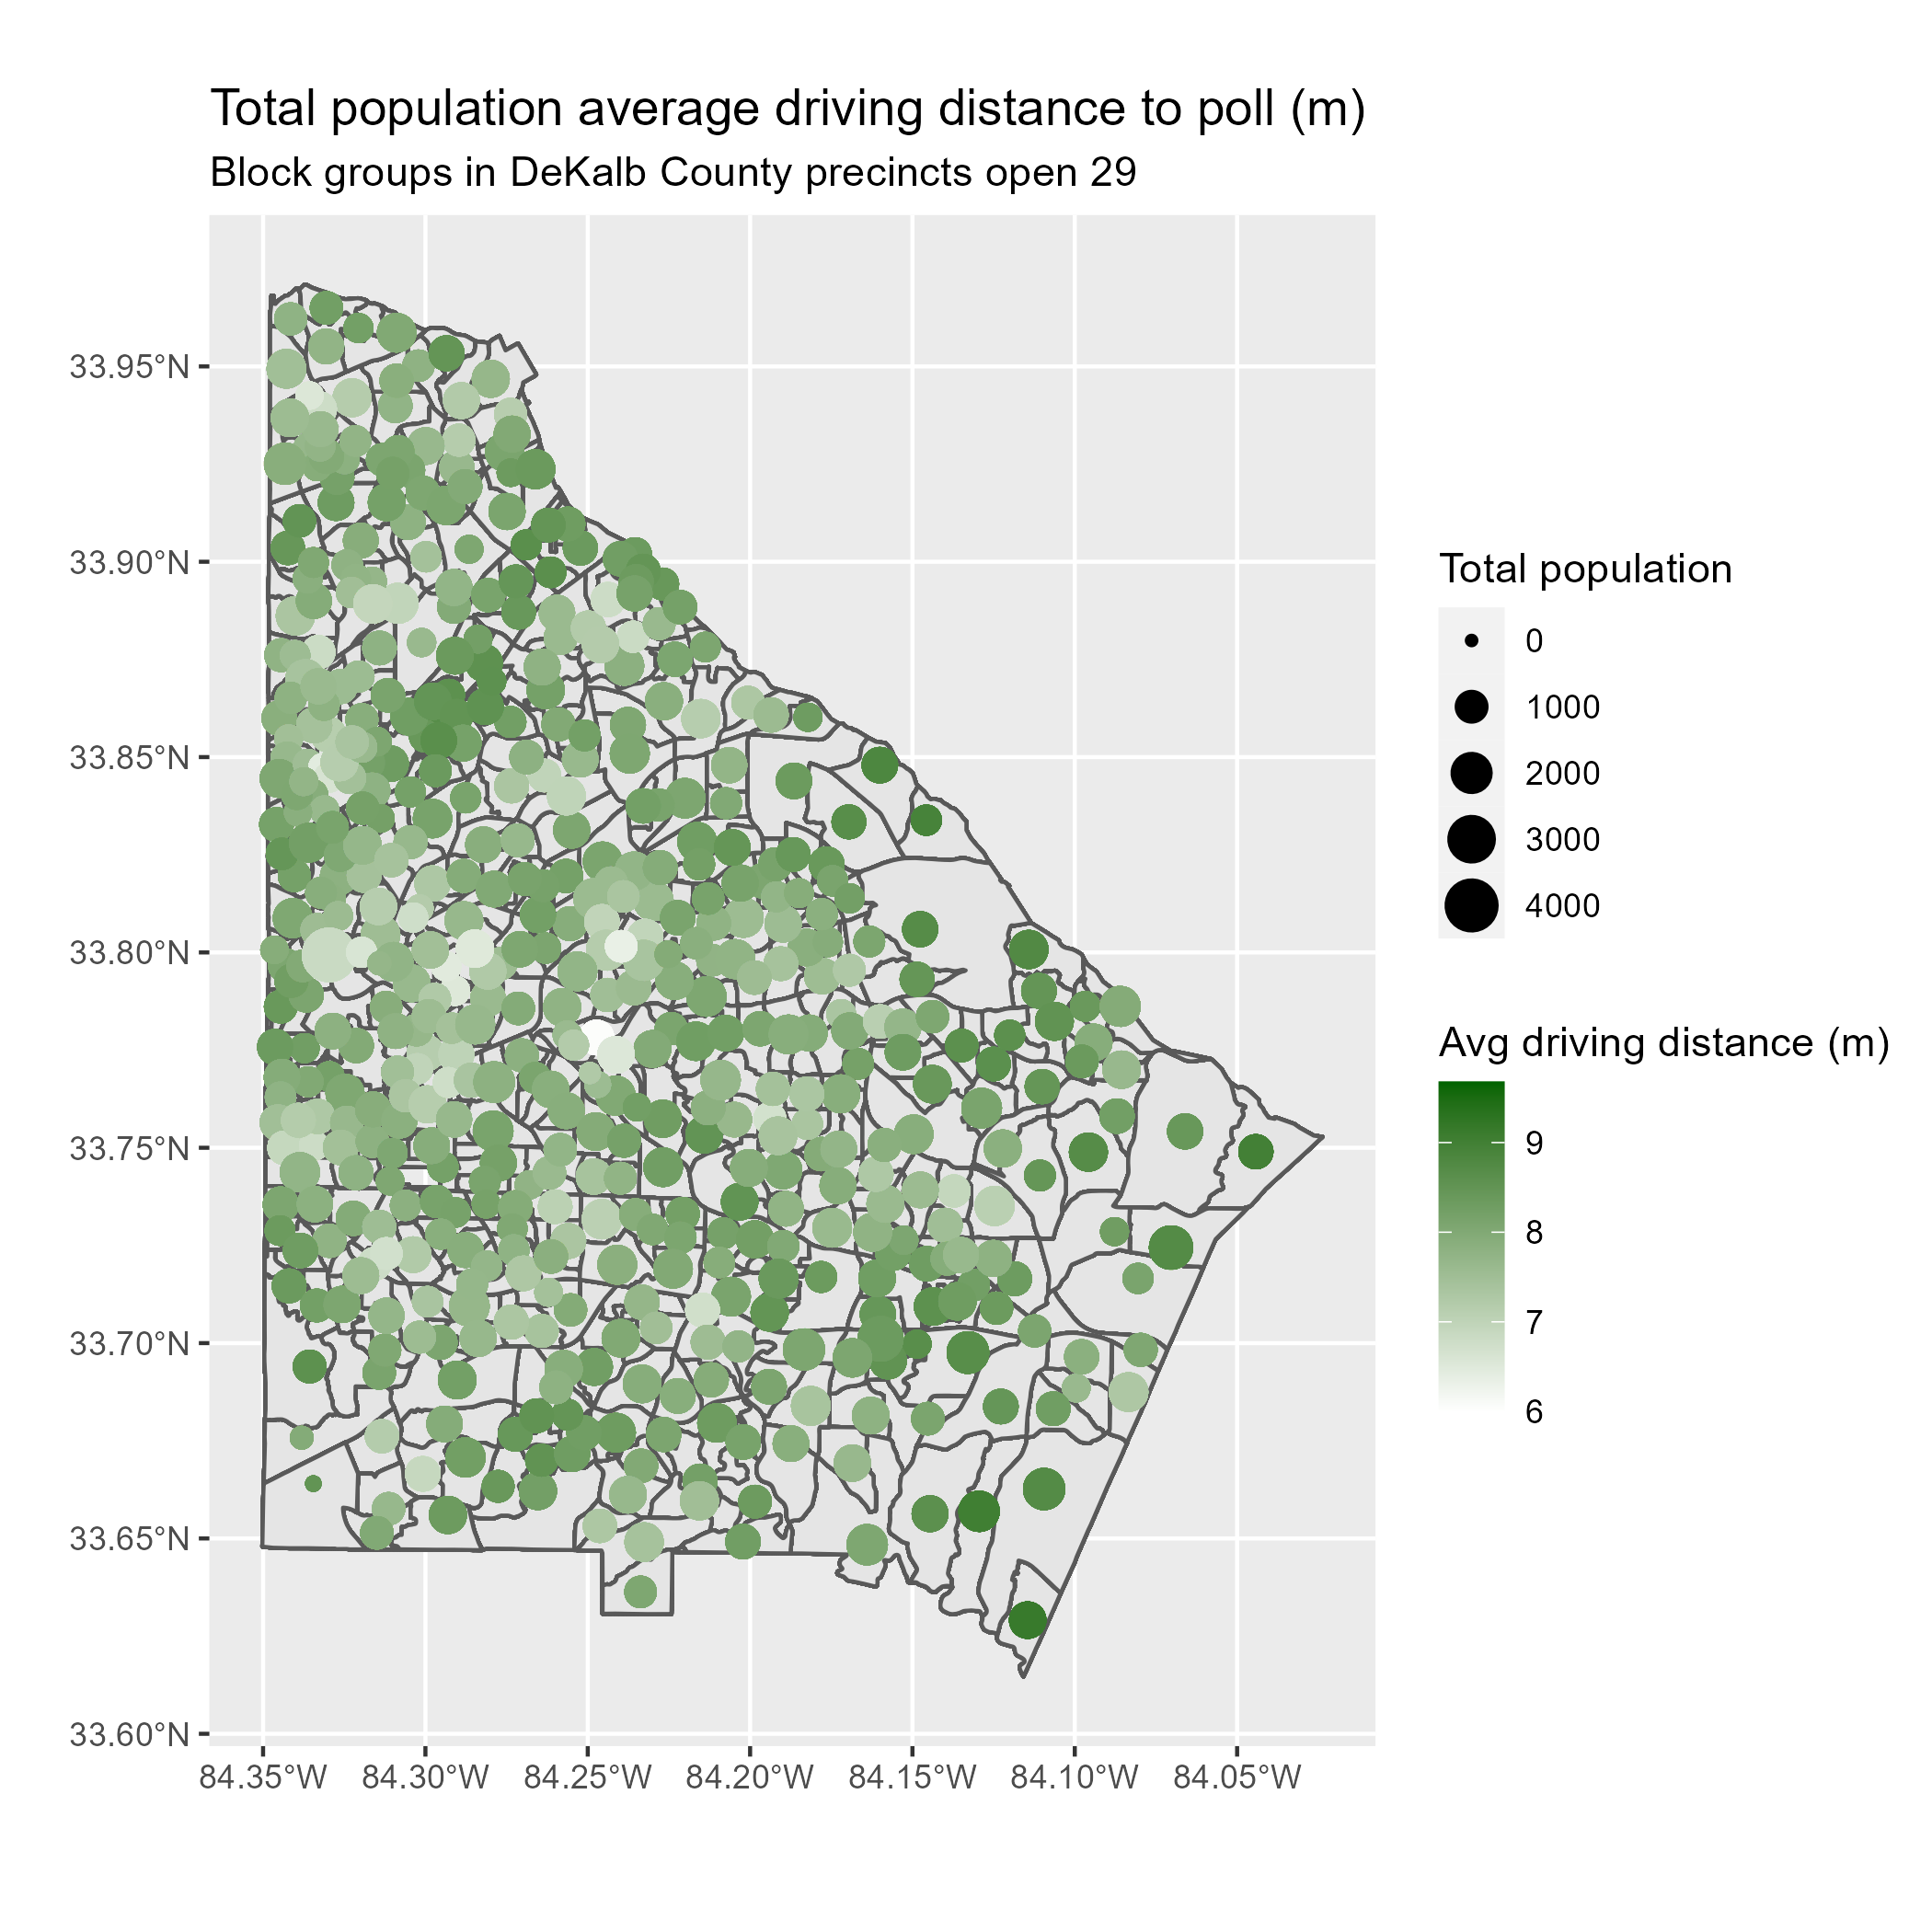 Total population average driving distance to poll (m)
Block groups in DeKalb County precincts open 29
33.95°N
33.90°N
33.85°N
33.80°N
33.75°N
33.70°N
33.65°N
33.60°N
84.35°W 84.30°W 84.25°W 84.20°W 84.15°W 84.10°W 84.05°W
Total population
0
1000
2000
3000
4000
Avg driving distance (m)
9
8
7
6